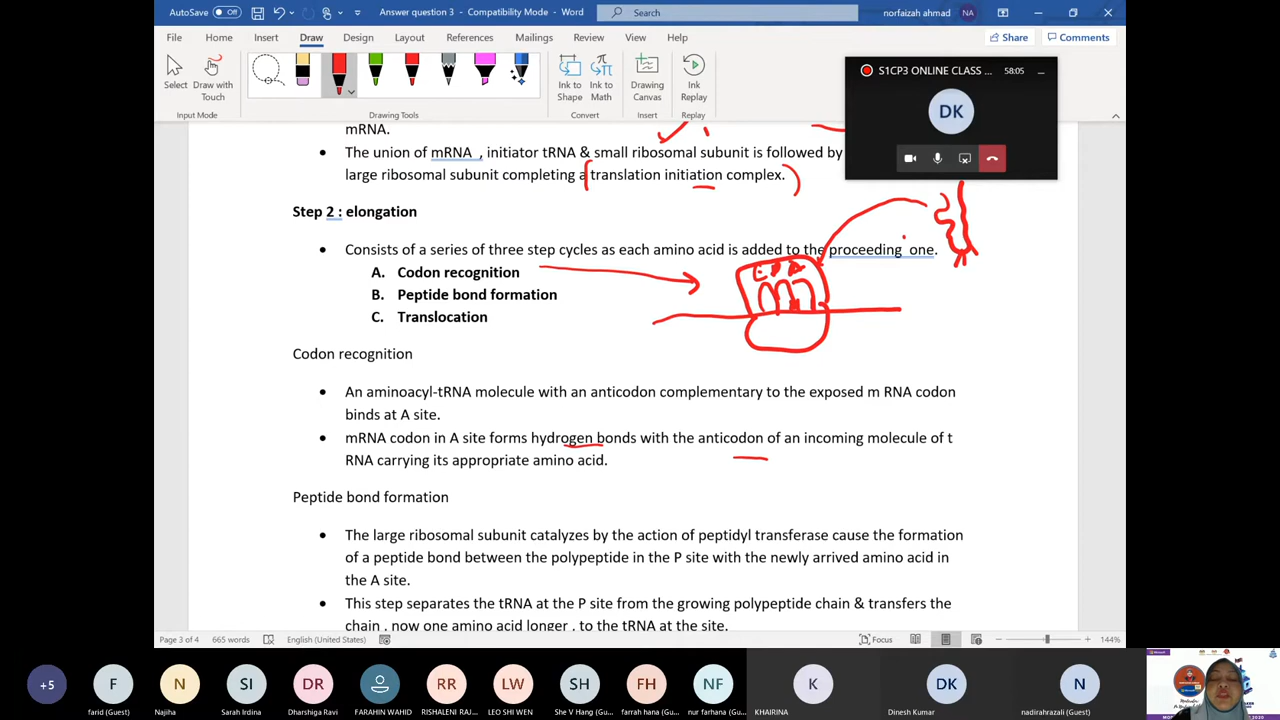 AutoSave Off Answer question 3 - Compatibility Mode - Word Search norfaizah ahmad NA
File Home Insert Draw Design Layout References Mailings Review View Help Share Comments
Select Draw with Touch Ink to Shape Ink to Math Drawing Canvas Ink Replay
Input Mode Drawing Tools Convert Insert Replay
S1CP3 ONLINE CLASS ... 58:05
DK
mRNA.
The union of mRNA , initiator tRNA & small ribosomal subunit is followed by
large ribosomal subunit completing a translation initiation complex.
Step 2 : elongation
Consists of a series of three step cycles as each amino acid is added to the proceeding one.
A. Codon recognition
B. Peptide bond formation
C. Translocation
Codon recognition
An aminoacyl-tRNA molecule with an anticodon complementary to the exposed m RNA codon
binds at A site.
mRNA codon in A site forms hydrogen bonds with the anticodon of an incoming molecule of t
RNA carrying its appropriate amino acid.
Peptide bond formation
The large ribosomal subunit catalyzes by the action of peptidyl transferase cause the formation
of a peptide bond between the polypeptide in the P site with the newly arrived amino acid in
the A site.
This step separates the tRNA at the P site from the growing polypeptide chain & transfers the
chain , now one amino acid longer , to the tRNA at the site.
Page 3 of 4 665 words English (United States) Focus 144%
+5 F N SI DR RR LW SH FH NF K DK N
farid (Guest) Najiha Sarah Irdina Dharshiga Ravi FARAHIN WAHID RISHALENI RAJ... LEO SHI WEN She V Hang (Gu... farrah hana (Gu... nur farhana (Gu... KHAIRINA Dinesh Kumar nadirahrazali (Guest)